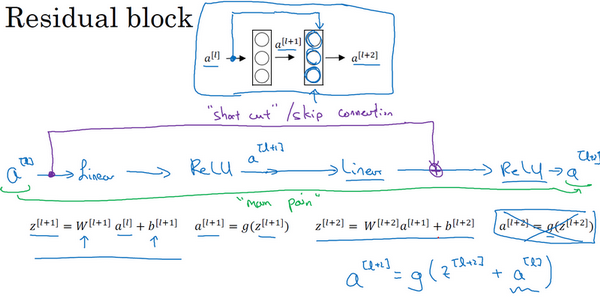 Residual block
a^[l] a^[l+1] a^[l+2]
"short cut" / skip connection
a^[l] Linear ReLU a^[l+1] Linear ReLU a^[l+2]
"main path"
z^[l+1] = W^[l+1] a^[l] + b^[l+1] a^[l+1] = g(z^[l+1]) z^[l+2] = W^[l+2] a^[l+1] + b^[l+2] a^[l+2] = g(z^[l+2])
a^[l+2] = g(z^[l+2] + a^[l])